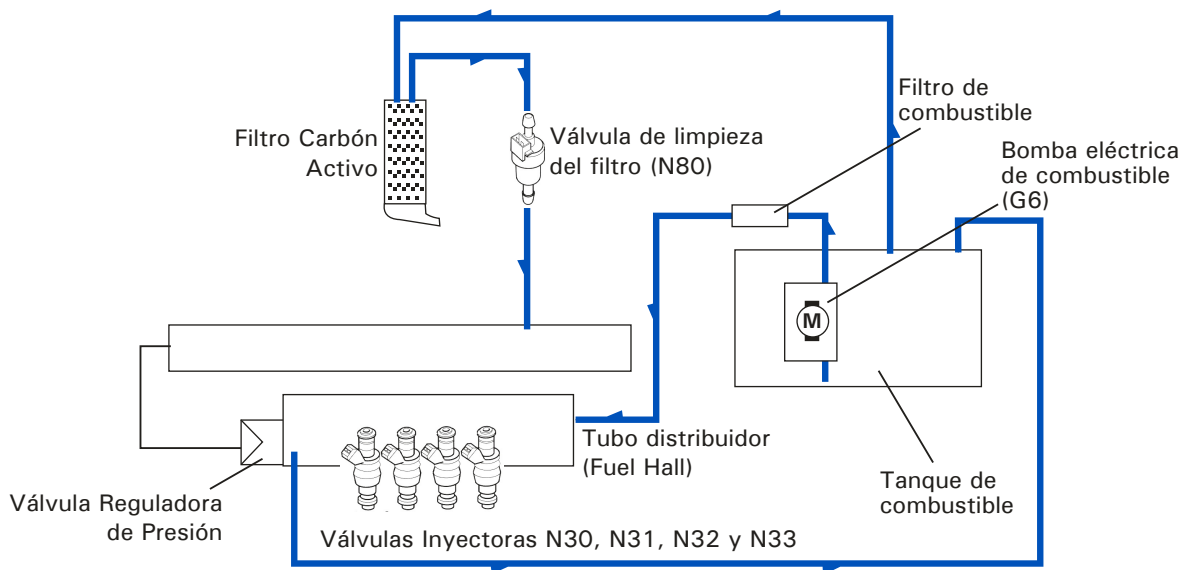 Filtro Carbón
Activo
Válvula de limpieza
del filtro (N80)
Filtro de
combustible
Bomba eléctrica
de combustible
(G6)
M
Tubo distribuidor
(Fuel Hall)
Tanque de
combustible
Válvula Reguladora
de Presión
Válvulas Inyectoras N30, N31, N32 y N33